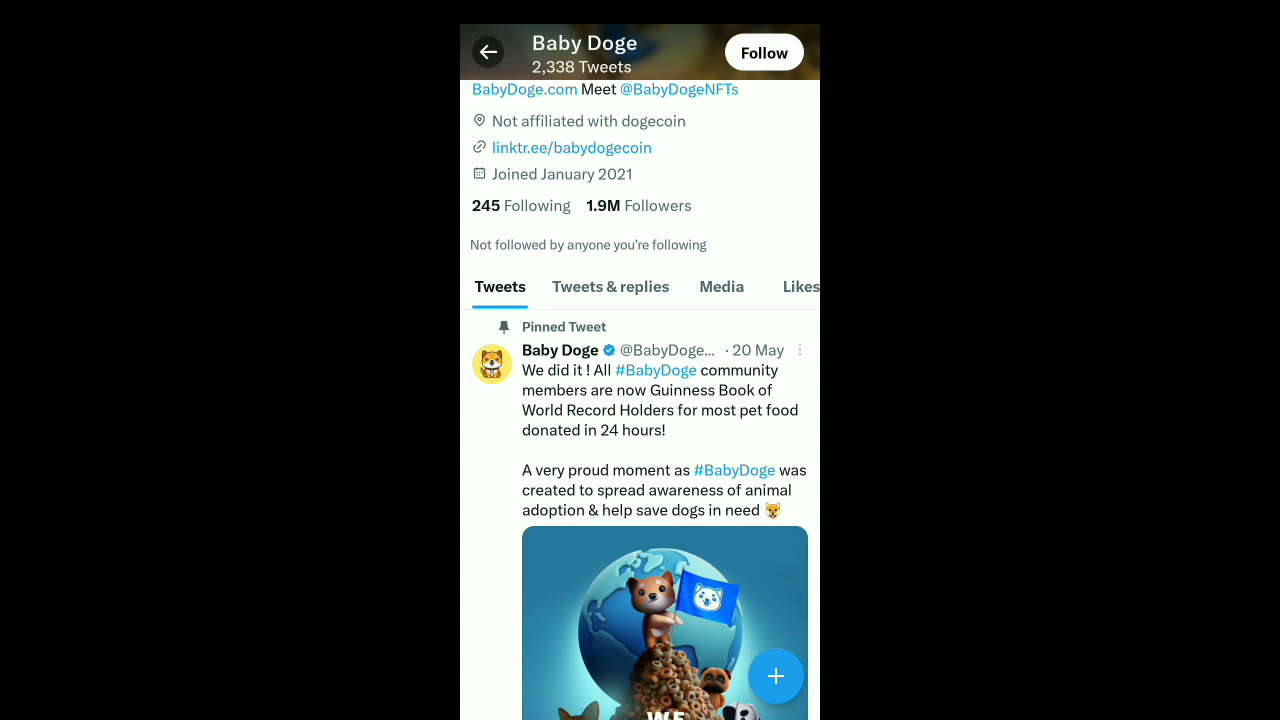 Baby Doge
2,338 Tweets
Follow
BabyDoge.com Meet @BabyDogeNFTs
Not affiliated with dogecoin
linktr.ee/babydogecoin
Joined January 2021
245 Following 1.9M Followers
Not followed by anyone you're following
Tweets Tweets & replies Media Likes
Pinned Tweet
Baby Doge @BabyDoge... · 20 May
We did it ! All #BabyDoge community
members are now Guinness Book of
World Record Holders for most pet food
donated in 24 hours!
A very proud moment as #BabyDoge was
created to spread awareness of animal
adoption & help save dogs in need
WE